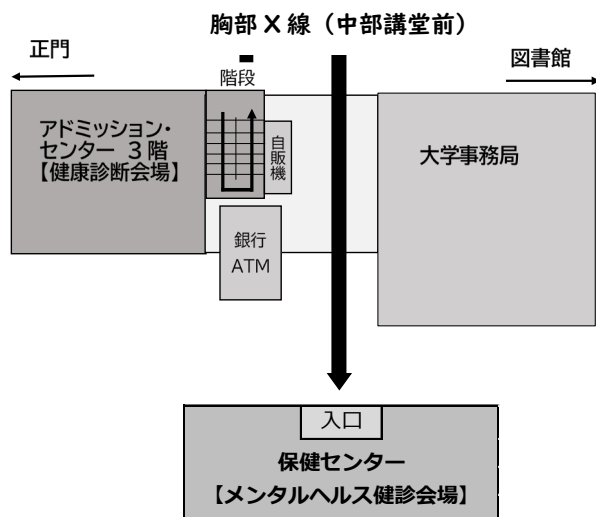 胸部X線（中部講堂前）
正門
図書館
階段
アドミッション・
センター 3階
【健康診断会場】
自
販
機
大学事務局
銀行
ATM
入口
保健センター
【メンタルヘルス健診会場】